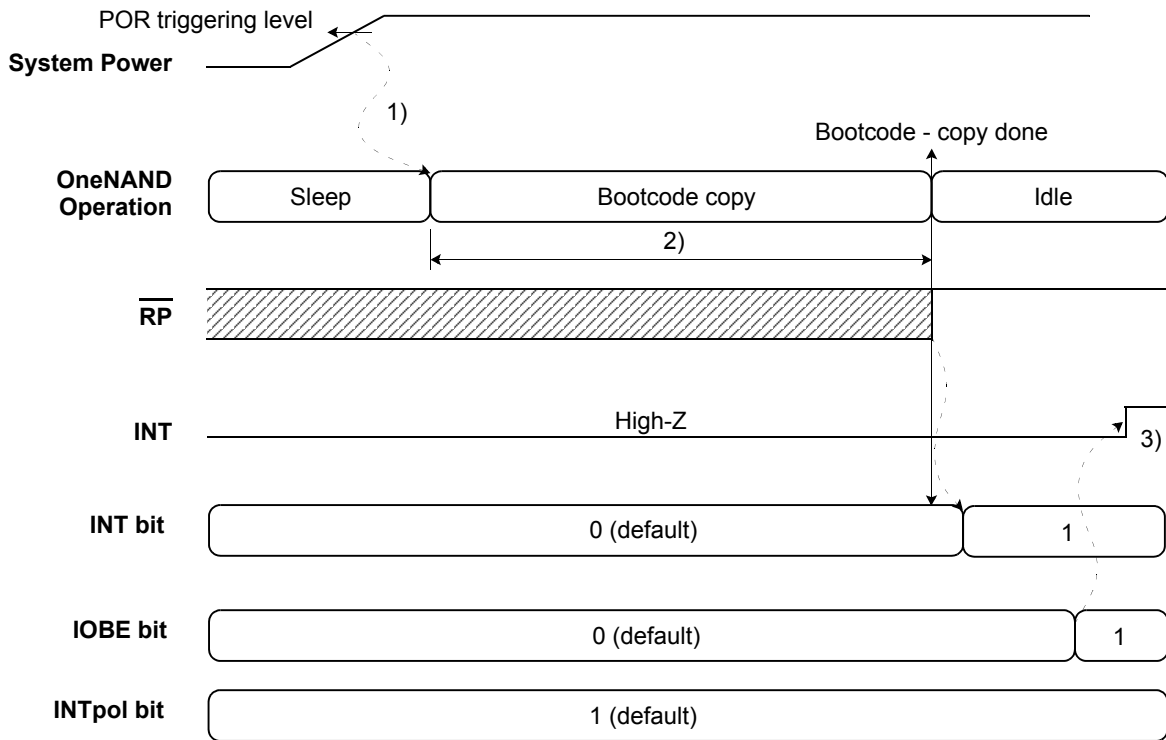 POR triggering level
System Power
1)
Bootcode - copy done
OneNAND
Operation
Sleep
Bootcode copy
Idle
2)
RP
High-Z
INT
3)
INT bit
0 (default)
1
IOBE bit
0 (default)
1
INTpol bit
1 (default)